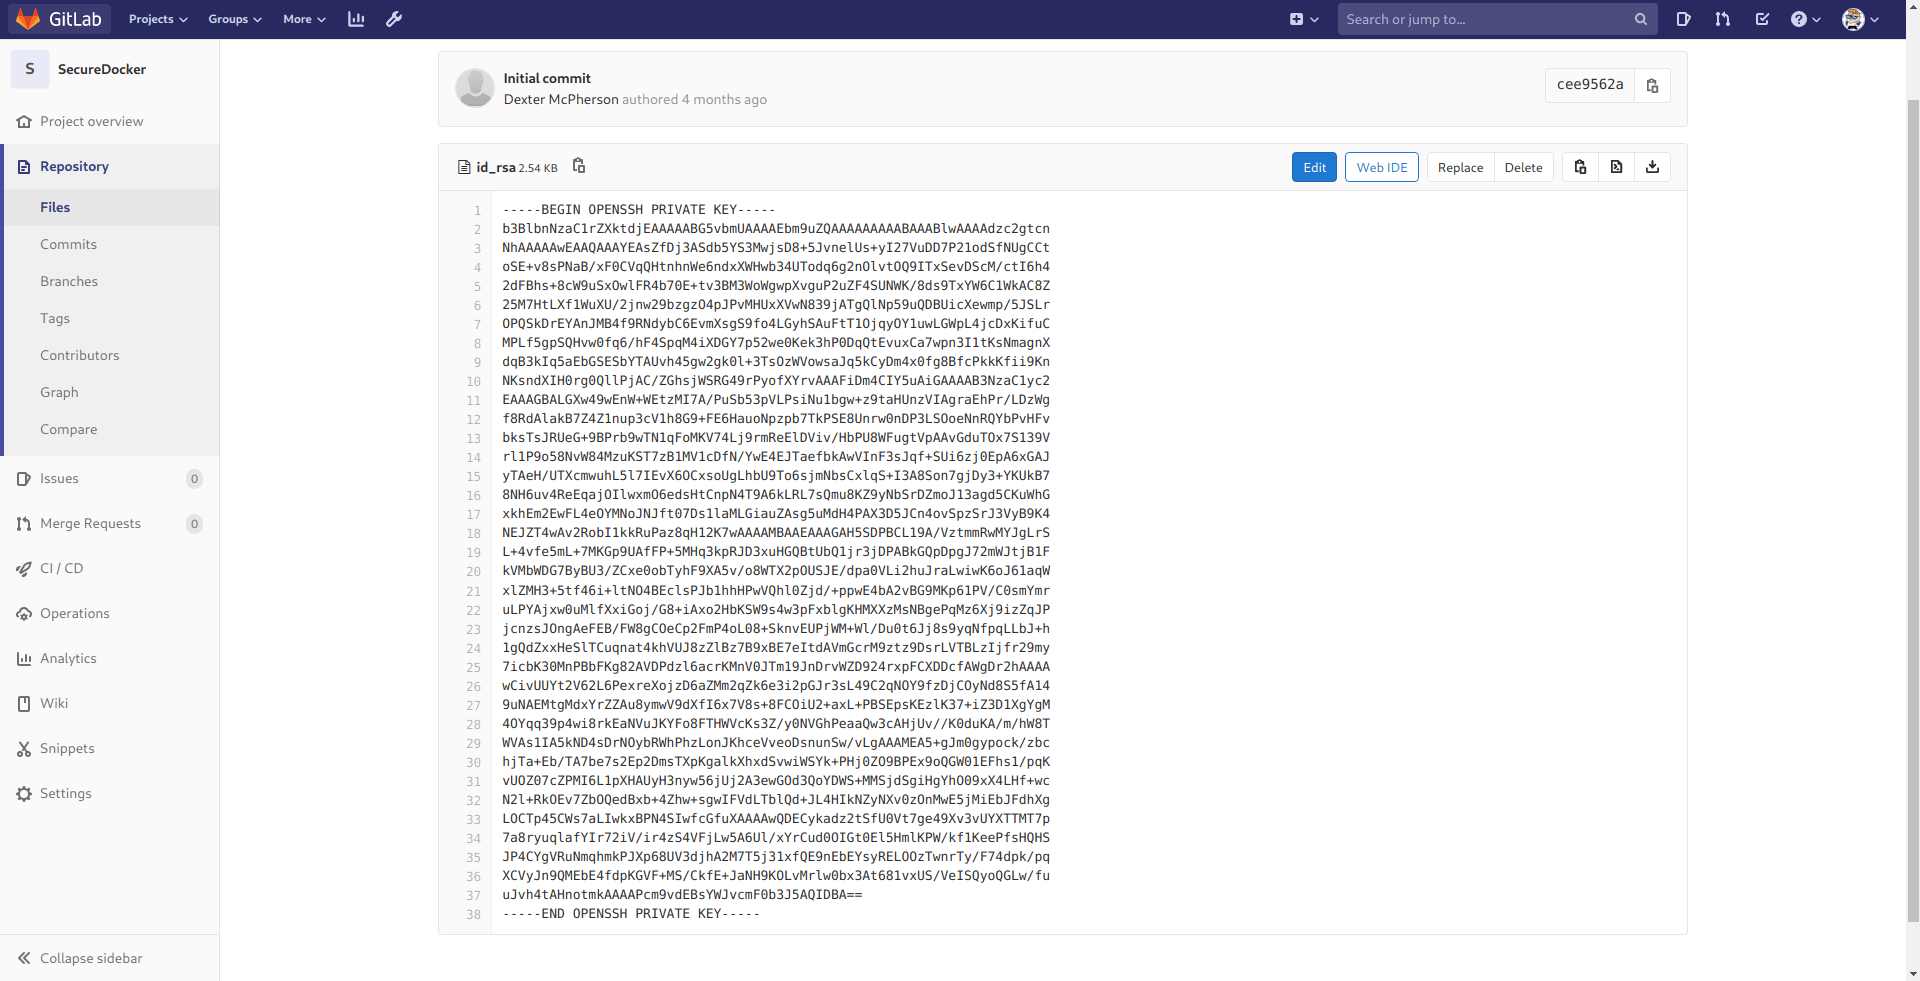 GitLab
Projects
Groups
More
Search or jump to...
S
SecureDocker
Project overview
Repository
Files
Commits
Branches
Tags
Contributors
Graph
Compare
Issues
0
Merge Requests
0
CI / CD
Operations
Analytics
Wiki
Snippets
Settings
Collapse sidebar
Initial commit
Dexter McPherson authored 4 months ago
cee9562a
id_rsa 2.54 KB
Edit
Web IDE
Replace
Delete
1 -----BEGIN OPENSSH PRIVATE KEY-----
2 b3BlbnNzaC1rZXktdjEAAAAABG5vbmUAAAAEbm9uZQAAAAAAAAABAAABlwAAAAdzc2gtcn
3 NhAAAAAwEAAQAAAYEAsZfDj3ASdb5YS3MwjsD8+5JvnelUs+yI27VuDD7P21odSfNUgCCt
4 oSE+v8sPNaB/xF0CVqQHtnhnWe6ndxXWHwb34UTodq6g2nOlvtOQ9ITxSevDScM/ctI6h4
5 2dFBhs+8cW9uSxOwlFR4b70E+tv3BM3WoWgwpXvguP2uZF4SUNWK/8ds9TxYW6C1WkAC8Z
6 25M7HtLXf1WuXU/2jnw29bzgzO4pJPvMHUxXVwN839jATgQlNp59uQDBUicXewmp/5JSLr
7 OPQSkDrEYAnJMB4f9RNdybC6EvmXsgS9fo4LGyhSAuFtT1OjqyOY1uwLGWpL4jcDxKifuC
8 MPLf5gpSQHvw0fq6/hF4SpqM4iXDGY7p52we0Kek3hP0DqQtEvuxCa7wpn3I1tKsNmagnX
9 dqB3kIq5aEbGSESbYTAUvh45gw2gk0l+3TsOzWVowsaJq5kCyDm4x0fg8BfcPkkKfii9Kn
10 NKsndXIH0rg0QllPjAC/ZGhsjWSRG49rPyofXYrvAAAFiDm4CIY5uAiGAAAAB3NzaC1yc2
11 EAAAGBALGXw49wEnW+WEtzMI7A/PuSb53pVLPsiNu1bgw+z9taHUnzVIAgraEhPr/LDzWg
12 f8RdAlakB7Z4Z1nup3cV1h8G9+FE6HauoNpzpb7TkPSE8Unrw0nDP3LSOoeNnRQYbPvHFv
13 bksTsJRUeG+9BPrb9wTN1qFoMKV74Lj9rmReElDViv/HbPU8WFugtVpAAvGduTOx7S139V
14 rl1P9o58NvW84MzuKST7zB1MV1cDfN/YwE4EJTaefbkAwVInF3sJqf+SUi6zj0EpA6xGAJ
15 yTAeH/UTXcmwuhL5l7IEvX6OCxsoUgLhbU9To6sjmNbsCxlqS+I3A8Son7gjDy3+YKUkB7
16 8NH6uv4ReEqajOIlwxmO6edsHtCnpN4T9A6kLRL7sQmu8KZ9yNbSrDZmoJ13agd5CKuWhG
17 xkhEm2EwFL4eOYMNoJNJft07Ds1laMLGiauZAsg5uMdH4PAX3D5JCn4ovSpzSrJ3VyB9K4
18 NEJZT4wAv2RobI1kkRuPaz8qH12K7wAAAAMBAAEAAAGAH5SDPBCL19A/VztmmRwMYJgLrS
19 L+4vfe5mL+7MKGp9UAfFP+5MHq3kpRJD3xuHGQBtUbQ1jr3jDPABkGQpDpgJ72mWJtjB1F
20 kVMbWDG7ByBU3/ZCxe0obTyhF9XA5v/o8WTX2pOUSJE/dpa0VLi2huJraLwiwK6oJ61aqW
21 xlZMH3+5tf46i+ltNO4BEclsPJb1hhHPwVQhl0Zjd/+ppwE4bA2vBG9MKp61PV/C0smYmr
22 uLPYAjxw0uMlfXxiGoj/G8+iAxo2HbKSW9s4w3pFxblgKHMXXzMsNBgePqMz6Xj9izZqJP
23 jcnzsJOngAeFEB/FW8gCOeCp2FmP4oL08+SknvEUPjWM+Wl/Du0t6Jj8s9yqNfpqLLbJ+h
24 1gQdZxxHeSlTCuqnat4khVUJ8zZlBz7B9xBE7eItdAVmGcrM9ztz9DsrLVTBLzIjfr29my
25 7icbK30MnPBbFKg82AVDPdzl6acrKMnV0JTm19JnDrvWZD924rxpFCXDDcfAWgDr2hAAAA
26 wCivUUYt2V62L6PexreXojzD6aZMm2qZk6e3i2pGJr3sL49C2qNOY9fzDjCOyNd8S5fA14
27 9uNAEMtgMdxYrZZAu8ymwV9dXfI6x7V8s+8FCOiU2+axL+PBSEpsKEzlK37+iZ3D1XgYgM
28 4OYqq39p4wi8rkEaNVuJKYFo8FTHWVcKs3Z/y0NVGhPeaaQw3cAHjUv//K0duKA/m/hW8T
29 WVAs1IA5kND4sDrNOybRWhPhzLonJKhceVveoDsnunSw/vLgAAAMEA5+gJm0gypock/zbc
30 hjTa+Eb/TA7be7s2Ep2DmsTXpKgalkXhxdSvwiWSYk+PHj0ZO9BPEx9oQGW01EFhs1/pqK
31 vUOZ07cZPMI6L1pXHAUyH3nyw56jUj2A3ewGOd3QoYDWS+MMSjdSgiHgYhO09xX4LHf+wc
32 N2l+RkOEv7ZbOQedBxb+4Zhw+sgwIFVdLTblQd+JL4HIkNZyNXv0zOnMwE5jMiEbJFdhXg
33 LOCTp45CWs7aLIwkxBPN4SIwfcGfuXAAAAwQDECykadz2tSfU0Vt7ge49Xv3vUYXTTMT7p
34 7a8ryuqlafYIr72iV/ir4zS4VFjLw5A6Ul/xYrCud0OIGt0El5HmlKPW/kf1KeePfsHQHS
35 JP4CYgVRuNmqhmkPJXp68UV3djhA2M7T5j31xfQE9nEbEYsyRELOOzTwnrTy/F74dpk/pq
36 XCVyJn9QMEbE4fdpKGVF+MS/CkfE+JaNH9KOLvMrlw0bx3At681vxUS/VeISQyoQGLw/fu
37 uJvh4tAHnotmkAAAAPcm9vdEBsYWJvcmF0b3J5AQIDBA==
38 -----END OPENSSH PRIVATE KEY-----